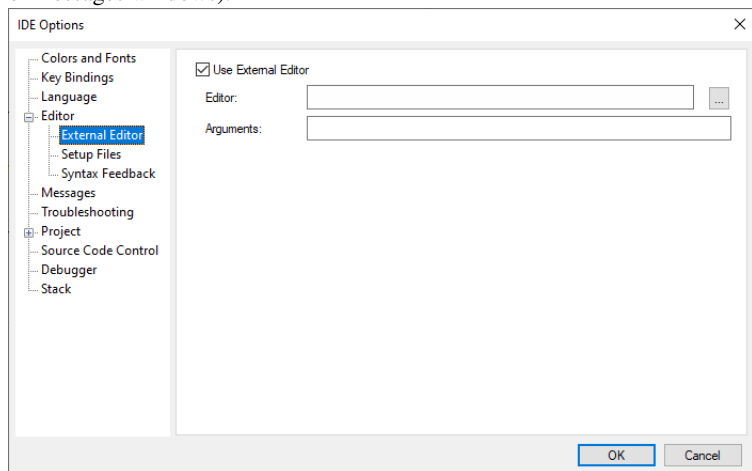 IDE Options
Colors and Fonts
Key Bindings
Language
Editor
External Editor
Setup Files
Syntax Feedback
Messages
Troubleshooting
Project
Source Code Control
Debugger
Stack
Use External Editor
Editor:
...
Arguments:
OK
Cancel